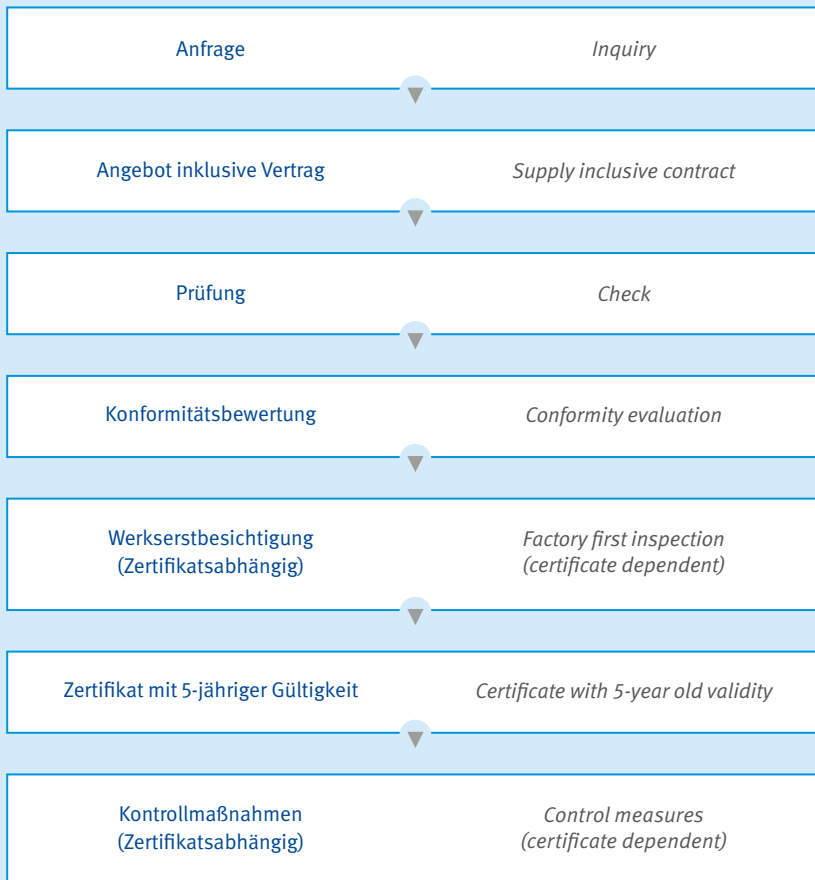 Anfrage
Inquiry
Angebot inklusive Vertrag
Supply inclusive contract
Prüfung
Check
Konformitätsbewertung
Conformity evaluation
Werkserstbesichtigung
(Zertifikatsabhängig)
Factory first inspection
(certificate dependent)
Zertifikat mit 5-jähriger Gültigkeit
Certificate with 5-year old validity
Kontrollmaßnahmen
(Zertifikatsabhängig)
Control measures
(certificate dependent)